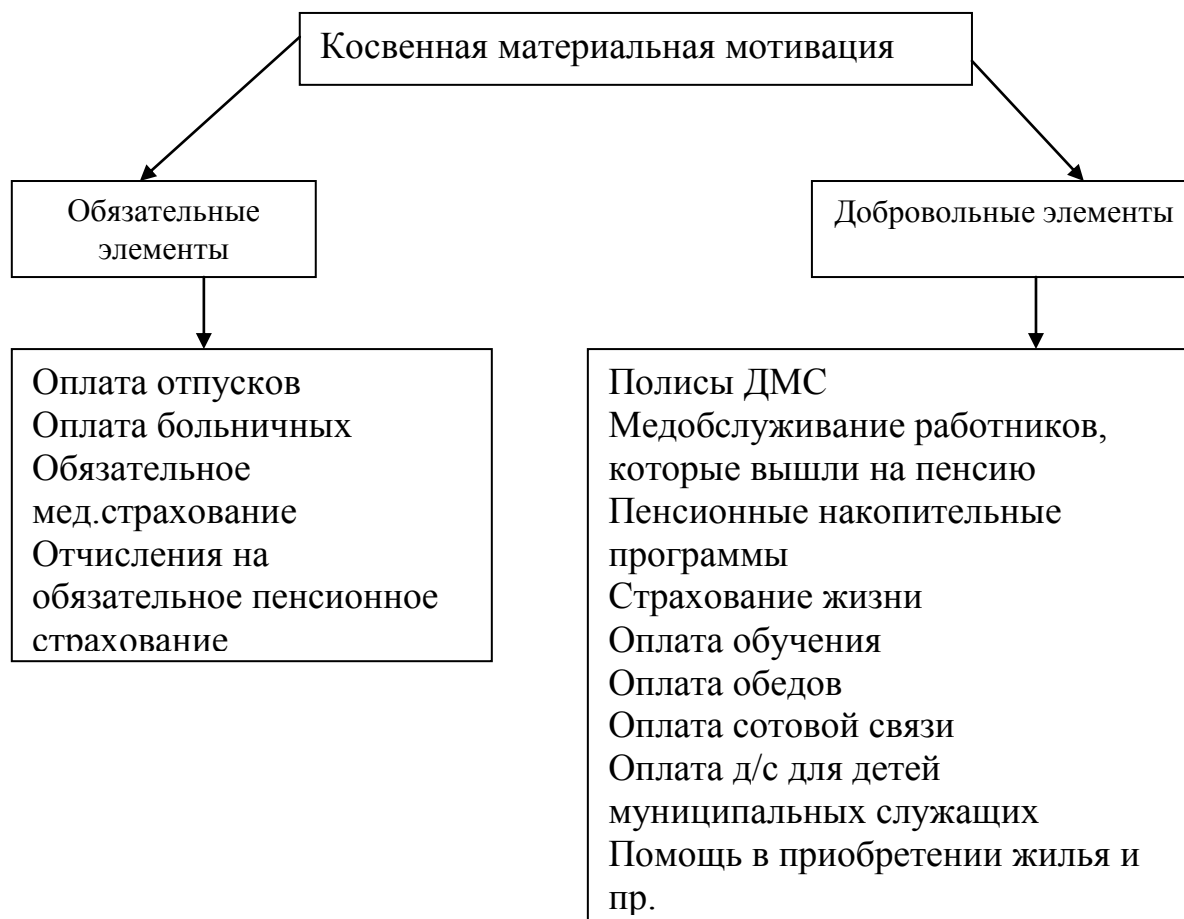 Косвенная материальная мотивация
Обязательные
элементы
Добровольные элементы
Оплата отпусков
Оплата больничных
Обязательное
мед.страхование
Отчисления на
обязательное пенсионное
страхование
Полисы ДМС
Медобслуживание работников,
которые вышли на пенсию
Пенсионные накопительные
программы
Страхование жизни
Оплата обучения
Оплата обедов
Оплата сотовой связи
Оплата д/с для детей
муниципальных служащих
Помощь в приобретении жилья и
пр.